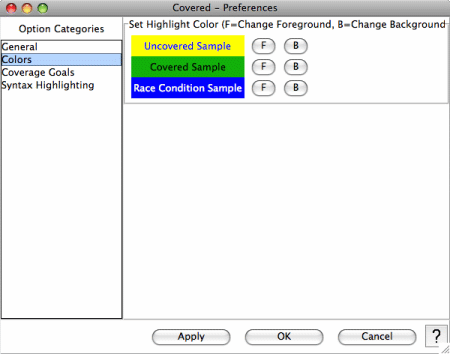 Covered - Preferences
Option Categories
General
Colors
Coverage Goals
Syntax Highlighting
Set Highlight Color (F=Change Foreground, B=Change Background
Uncovered Sample F B
Covered Sample F B
Race Condition Sample F B
Apply OK Cancel ?